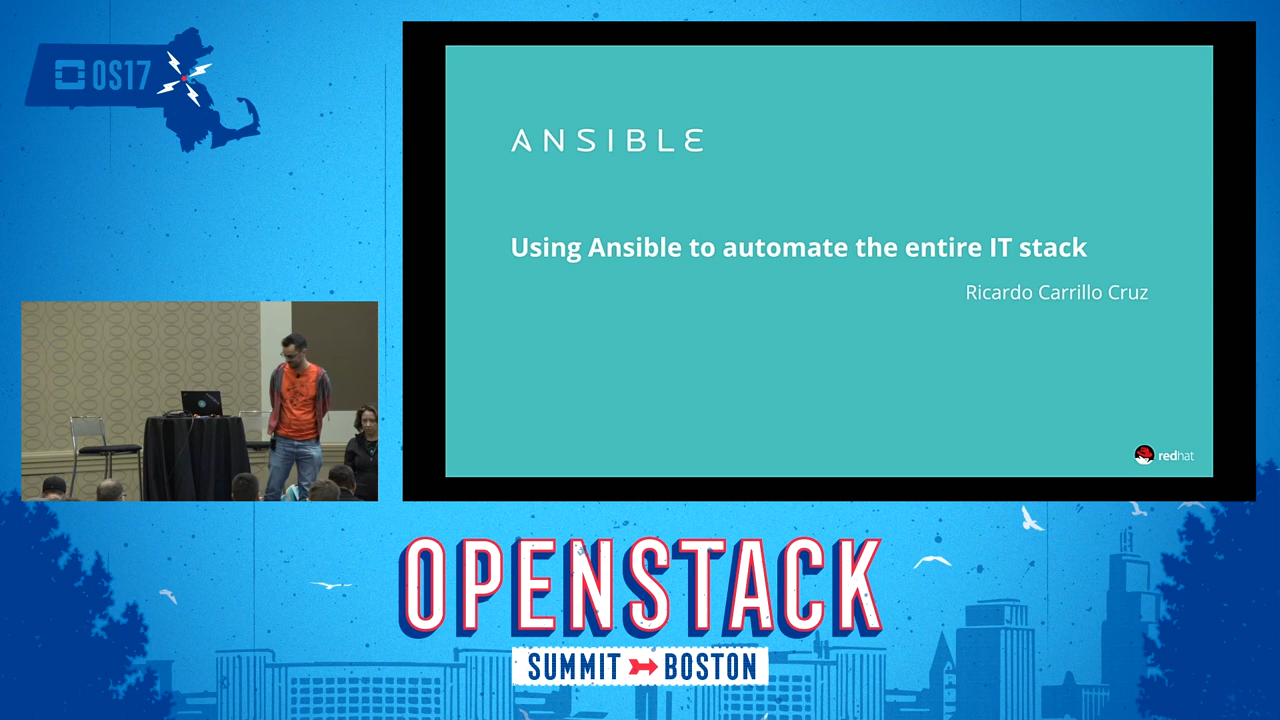 OS17
ANSIBLE
Using Ansible to automate the entire IT stack
Ricardo Carrillo Cruz
redhat
OPENSTACK
SUMMIT BOSTON